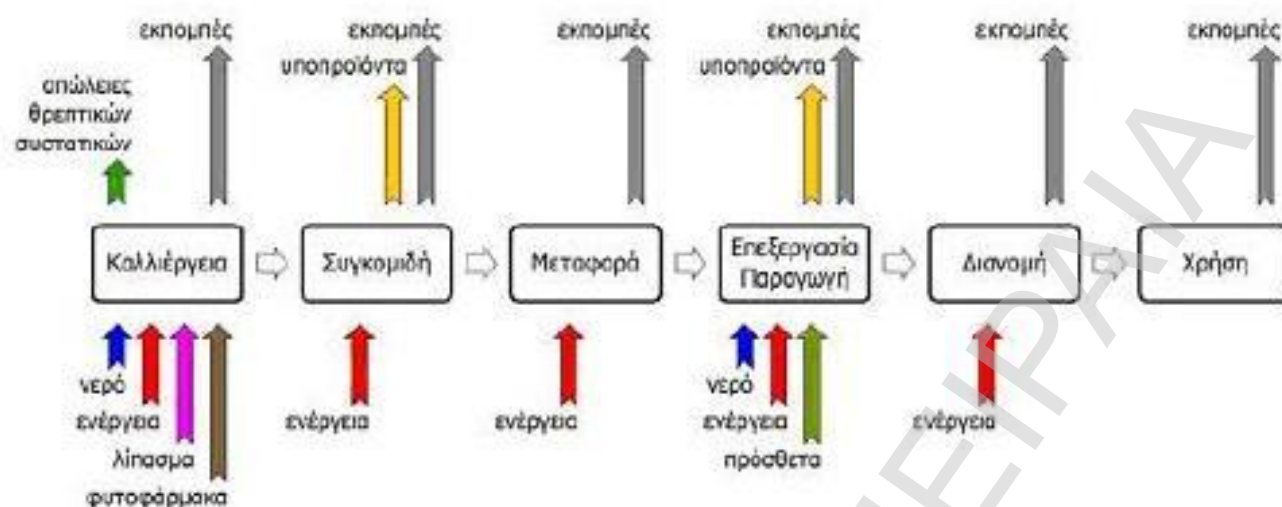 εκπομπές
εκπομπές
εκπομπές
εκπομπές
εκπομπές
εκπομπές
υποπροϊόντα
υποπροϊόντα
απώλειες
θρεπτικών
συστατικών
Καλλιέργεια
Συγκομιδή
Μεταφορά
Επεξεργασία
Παραγωγή
Διανομή
Χρήση
νερό
ενέργεια
λίπασμα
φυτοφάρμακα
ενέργεια
ενέργεια
νερό
ενέργεια
πρόσθετα
ενέργεια